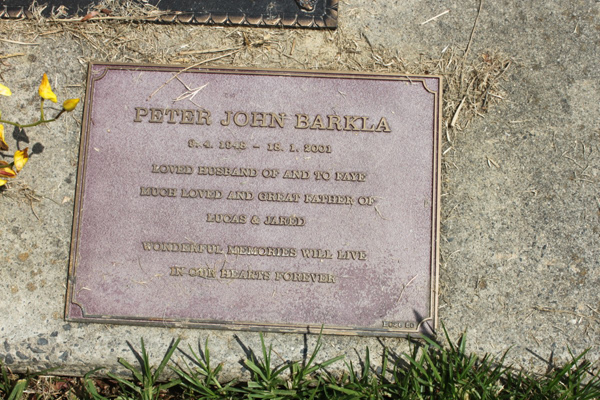 PETER JOHN BARKLA
LOVED HUSBAND OF AND TO FAYE
MUCH LOVED AND GREAT FATHER OF
LUCAS & JARED
WONDERFUL MEMORIES WILL LIVE
IN OUR HEARTS FOREVER